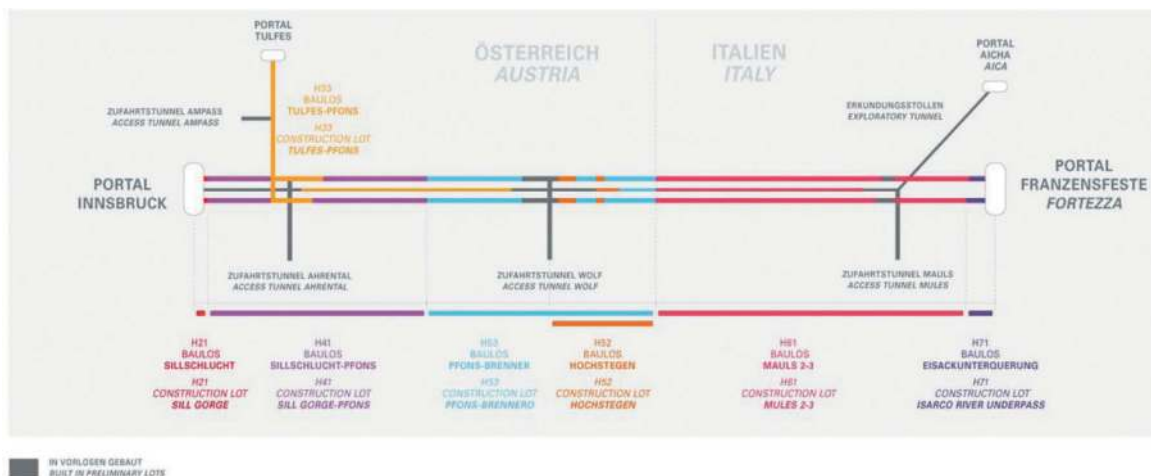 PORTAL
TULFES
ÖSTERREICH
AUSTRIA
ITALIEN
ITALY
PORTAL
AICHA
AICA
H33
BAULOS
TULFES-PFONS
H33
CONSTRUCTION LOT
TULFES-PFONS
ZUFAHRTSTUNNEL AMPASS
ACCESS TUNNEL AMPASS
ERKUNDUNGSSTOLLEN
EXPLORATORY TUNNEL
PORTAL
INNSBRUCK
PORTAL
FRANZENSFESTE
FORTEZZA
ZUFAHRTSTUNNEL AHRENTAL
ACCESS TUNNEL AHRENTAL
ZUFAHRTSTUNNEL WOLF
ACCESS TUNNEL WOLF
ZUFAHRTSTUNNEL MAULS
ACCESS TUNNEL MULES
H21
BAULOS
SILLSCHLUCHT
H21
CONSTRUCTION LOT
SILL GORGE
H41
BAULOS
SILLSCHLUCHT-PFONS
H41
CONSTRUCTION LOT
SILL GORGE-PFONS
H53
BAULOS
PFONS-BRENNER
H53
CONSTRUCTION LOT
PFONS-BRENNERO
H52
BAULOS
HOCHSTEGEN
H52
CONSTRUCTION LOT
HOCHSTEGEN
H61
BAULOS
MAULS 2-3
H61
CONSTRUCTION LOT
MULES 2-3
H71
BAULOS
EISACKUNTERQUERUNG
H71
CONSTRUCTION LOT
ISARCO RIVER UNDERPASS
IN VORLOSEN GEBAUT
BUILT IN PRELIMINARY LOTS